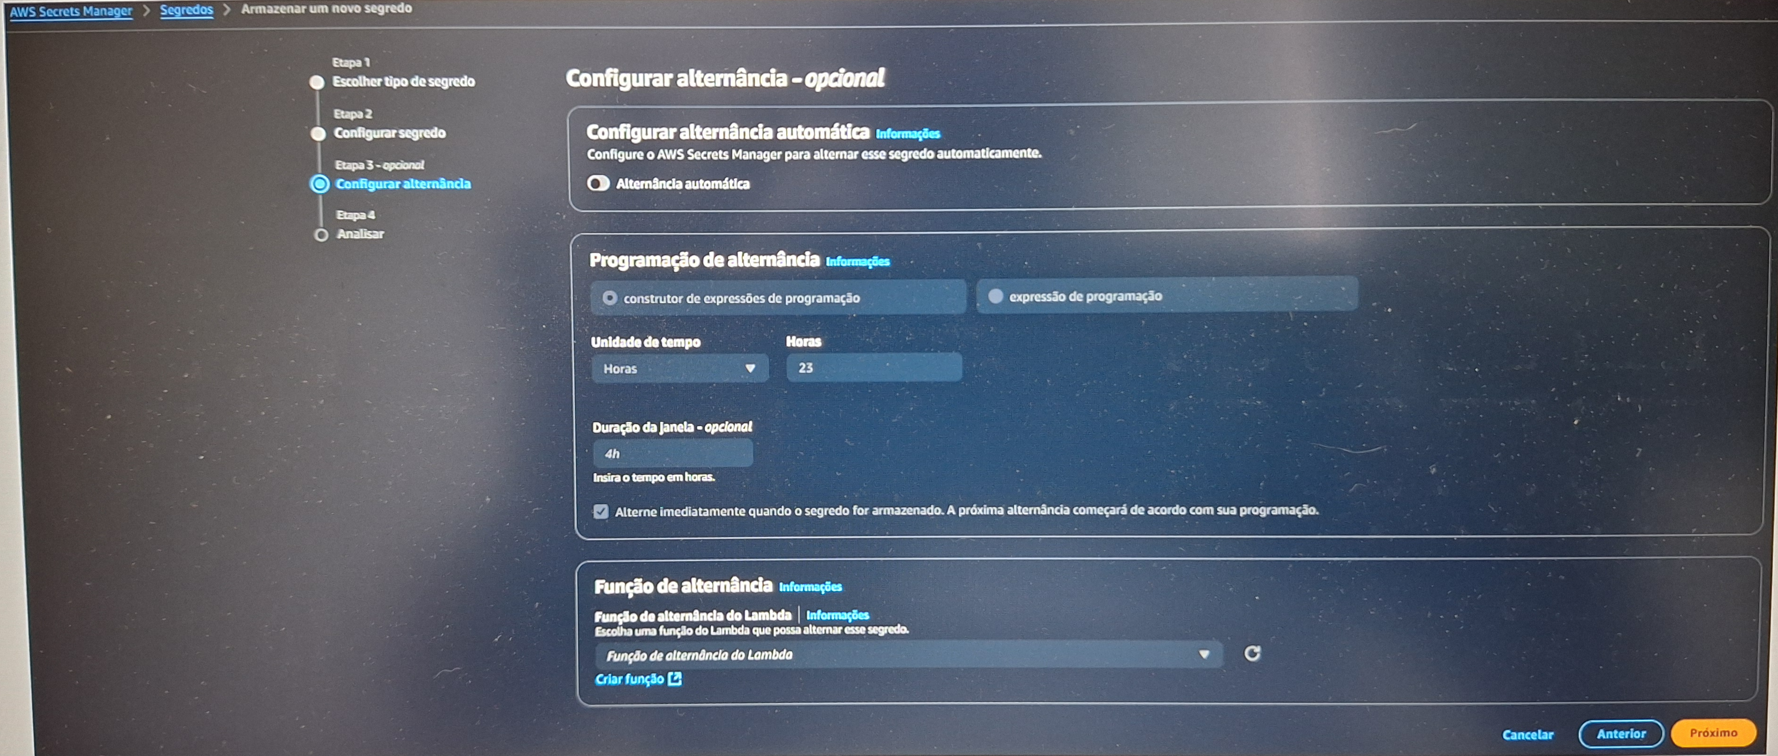 AWS Secrets Manager > Segredos > Armazenar um novo segredo
Etapa 1
Escolher tipo de segredo
Etapa 2
Configurar segredo
Etapa 3 - opcional
Configurar alternância
Etapa 4
Analisar
Configurar alternância - opcional
Configurar alternância automática Informações
Configure o AWS Secrets Manager para alternar esse segredo automaticamente.
Alternância automática
Programação de alternância Informações
construtor de expressões de programação
expressão de programação
Unidade de tempo
Horas
Horas
23
Duração da janela - opcional
4h
Insira o tempo em horas.
Alterne imediatamente quando o segredo for armazenado. A próxima alternância começará de acordo com sua programação.
Função de alternância Informações
Função de alternância do Lambda | Informações
Escolha uma função do Lambda que possa alternar esse segredo.
Função de alternância do Lambda
Criar função
Cancelar
Anterior
Próximo